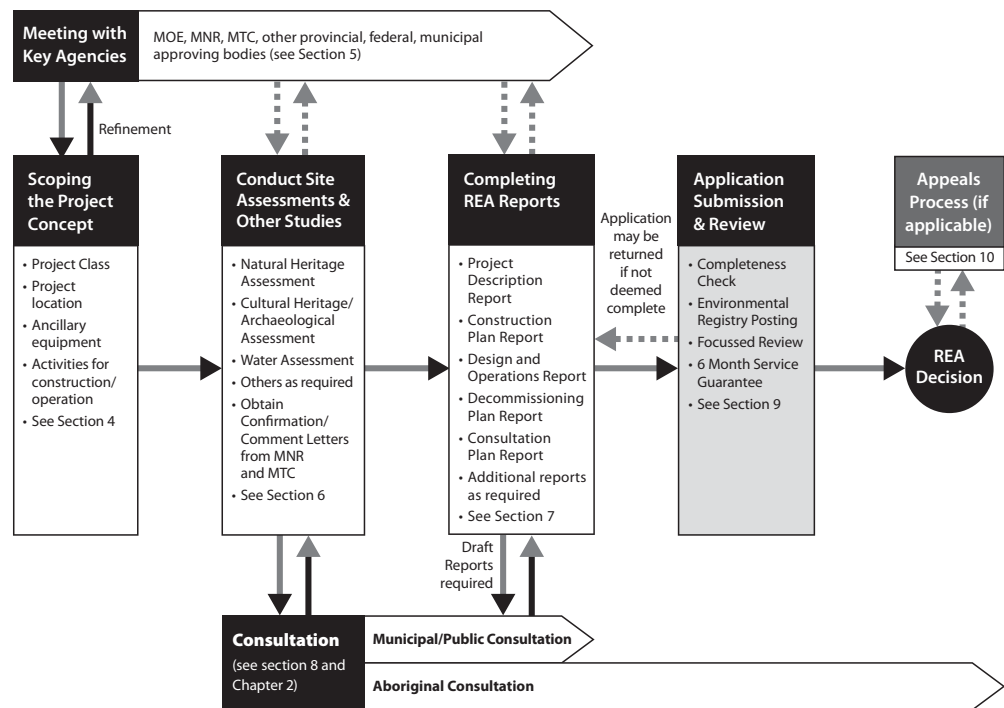 Meeting with
Key Agencies
MOE, MNR, MTC, other provincial, federal, municipal
approving bodies (see Section 5)
Refinement
Scoping
the Project
Concept
• Project Class
• Project
location
• Ancillary
equipment
• Activities for
construction/
operation
• See Section 4
Conduct Site
Assessments &
Other Studies
• Natural Heritage
Assessment
• Cultural Heritage/
Archaeological
Assessment
• Water Assessment
• Others as required
• Obtain
Confirmation/
Comment Letters
from MNR
and MTC
• See Section 6
Completing
REA Reports
• Project
Description
Report
• Construction
Plan Report
• Design and
Operations Report
• Decommissioning
Plan Report
• Consultation
Plan Report
• Additional reports
as required
• See Section 7
Application
may be
returned
if not
deemed
complete
Application
Submission
& Review
• Completeness
Check
• Environmental
Registry Posting
• Focussed Review
• 6 Month Service
Guarantee
• See Section 9
Appeals
Process (if
applicable)
See Section 10
REA
Decision
Draft
Reports
required
Consultation
(see section 8 and
Chapter 2)
Municipal/Public Consultation
Aboriginal Consultation